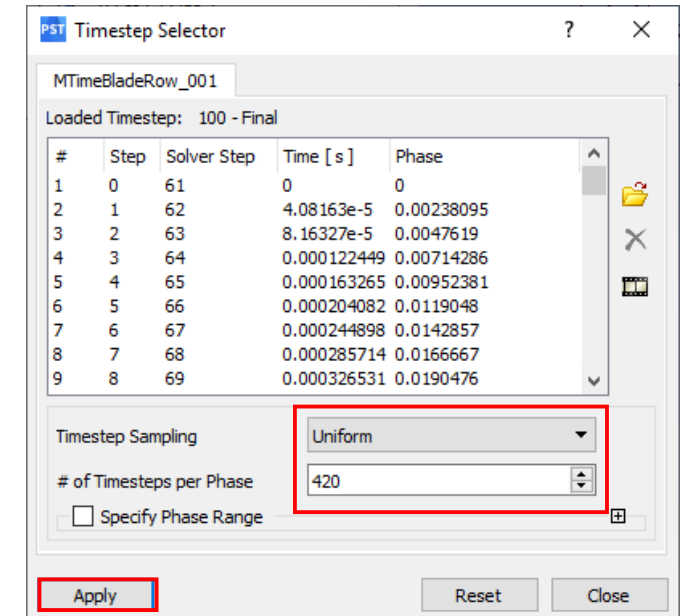 PST Timestep Selector ? ×
MTimeBladeRow_001
Loaded Timestep: 100 - Final
# Step Solver Step Time [ s ] Phase
1 0 61 0 0
2 1 62 4.08163e-5 0.00238095
3 2 63 8.16327e-5 0.0047619
4 3 64 0.000122449 0.00714286
5 4 65 0.000163265 0.00952381
6 5 66 0.000204082 0.0119048
7 6 67 0.000244898 0.0142857
8 7 68 0.000285714 0.0166667
9 8 69 0.000326531 0.0190476
Timestep Sampling Uniform
# of Timesteps per Phase 420
Specify Phase Range
Apply Reset Close